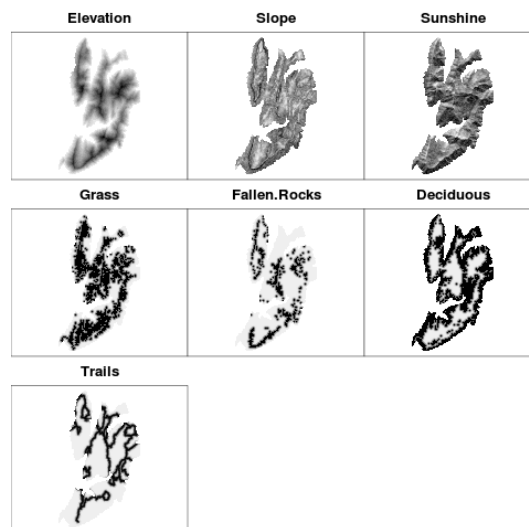 Elevation
Slope
Sunshine
Grass
Fallen.Rocks
Deciduous
Trails